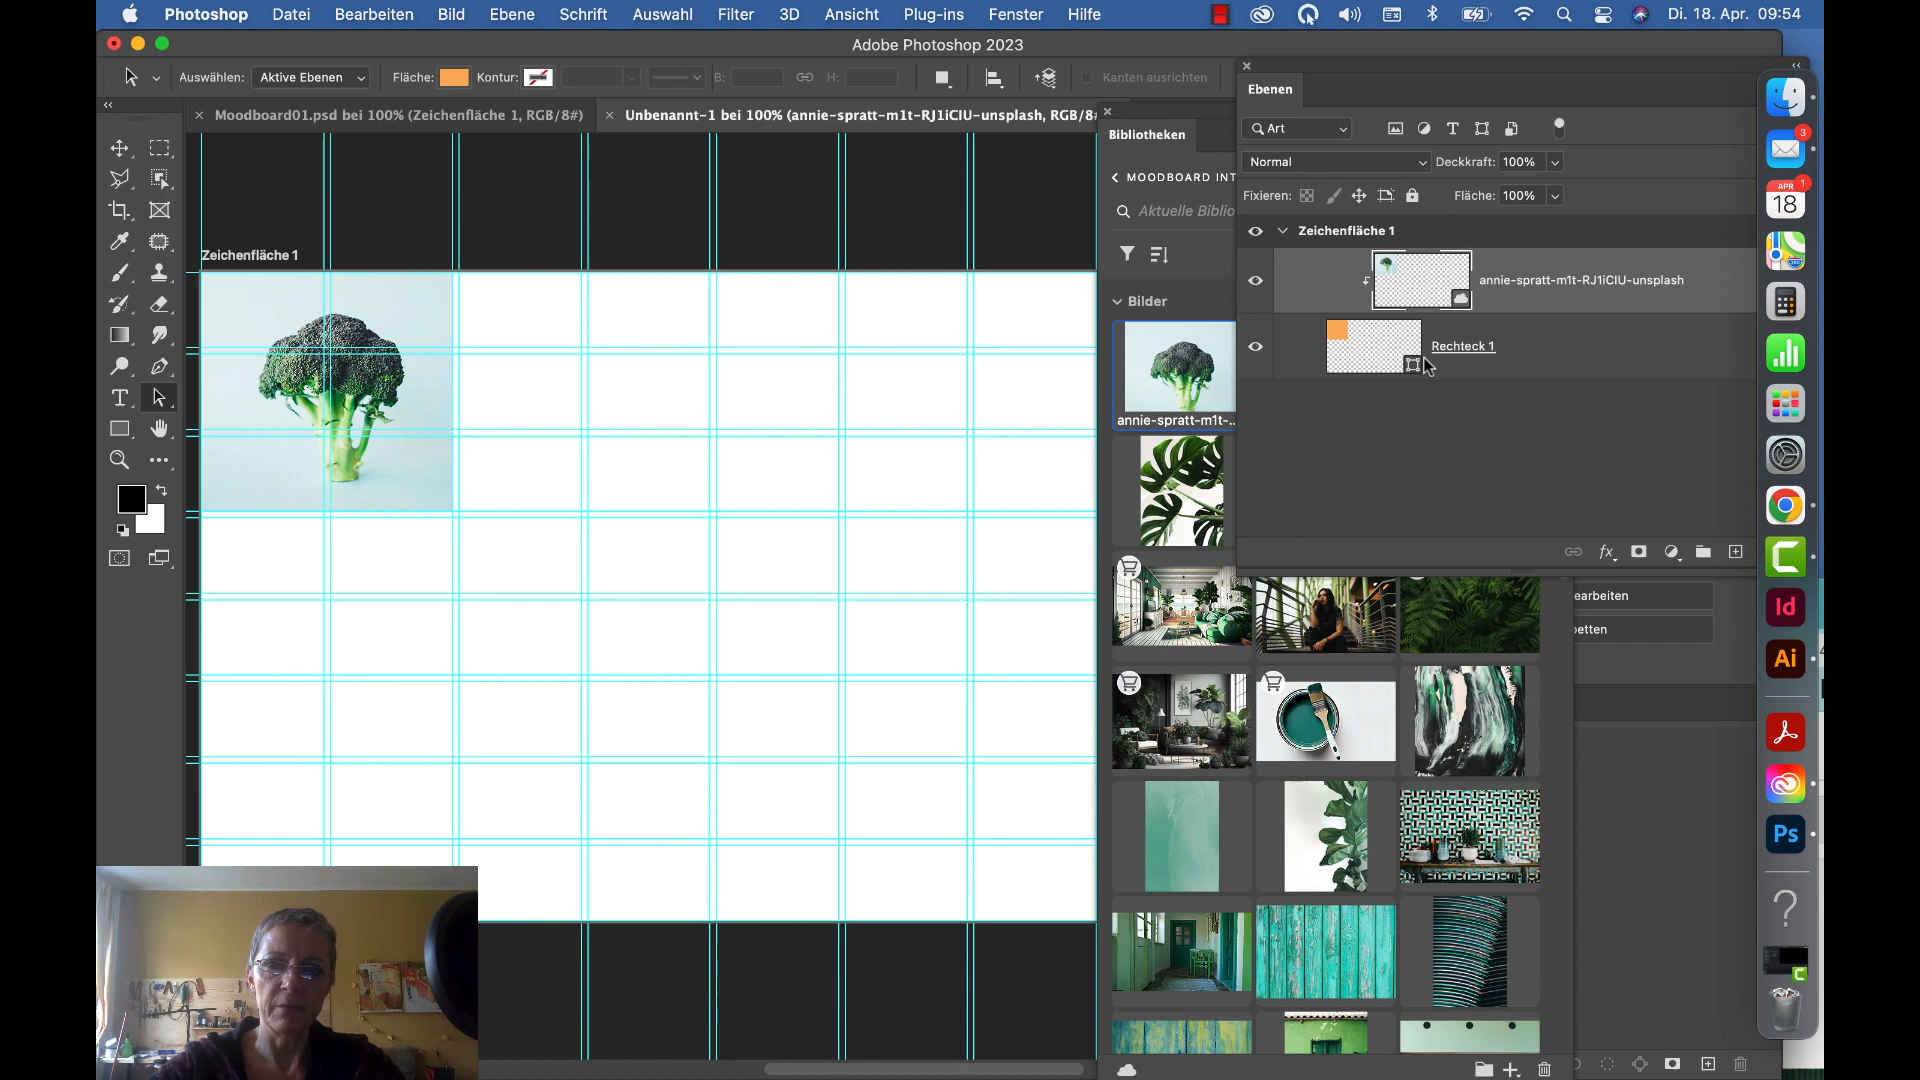 Photoshop Datei Bearbeiten Bild Ebene Schrift Auswahl Filter 3D Ansicht Plug-ins Fenster Hilfe Di. 18. Apr. 09:54
Adobe Photoshop 2023
Auswählen: Aktive Ebenen Fläche: Kontur: B: H: Kanten ausrichten
Moodboard01.psd bei 100% (Zeichenfläche 1, RGB/8#)
Unbenannt-1 bei 100% (annie-spratt-m1t-RJ1iCIU-unsplash, RGB/8#
Zeichenfläche 1
Bibliotheken
MOODBOARD INT
Aktuelle Biblio
Bilder
annie-spratt-m1t-...
Ebenen
Art
Normal Deckkraft: 100%
Fixieren: Fläche: 100%
Zeichenfläche 1
annie-spratt-m1t-RJ1iCIU-unsplash
Rechteck 1
fx
earbeiten
betten
3
APR 1
18
Id
Ai
Ps